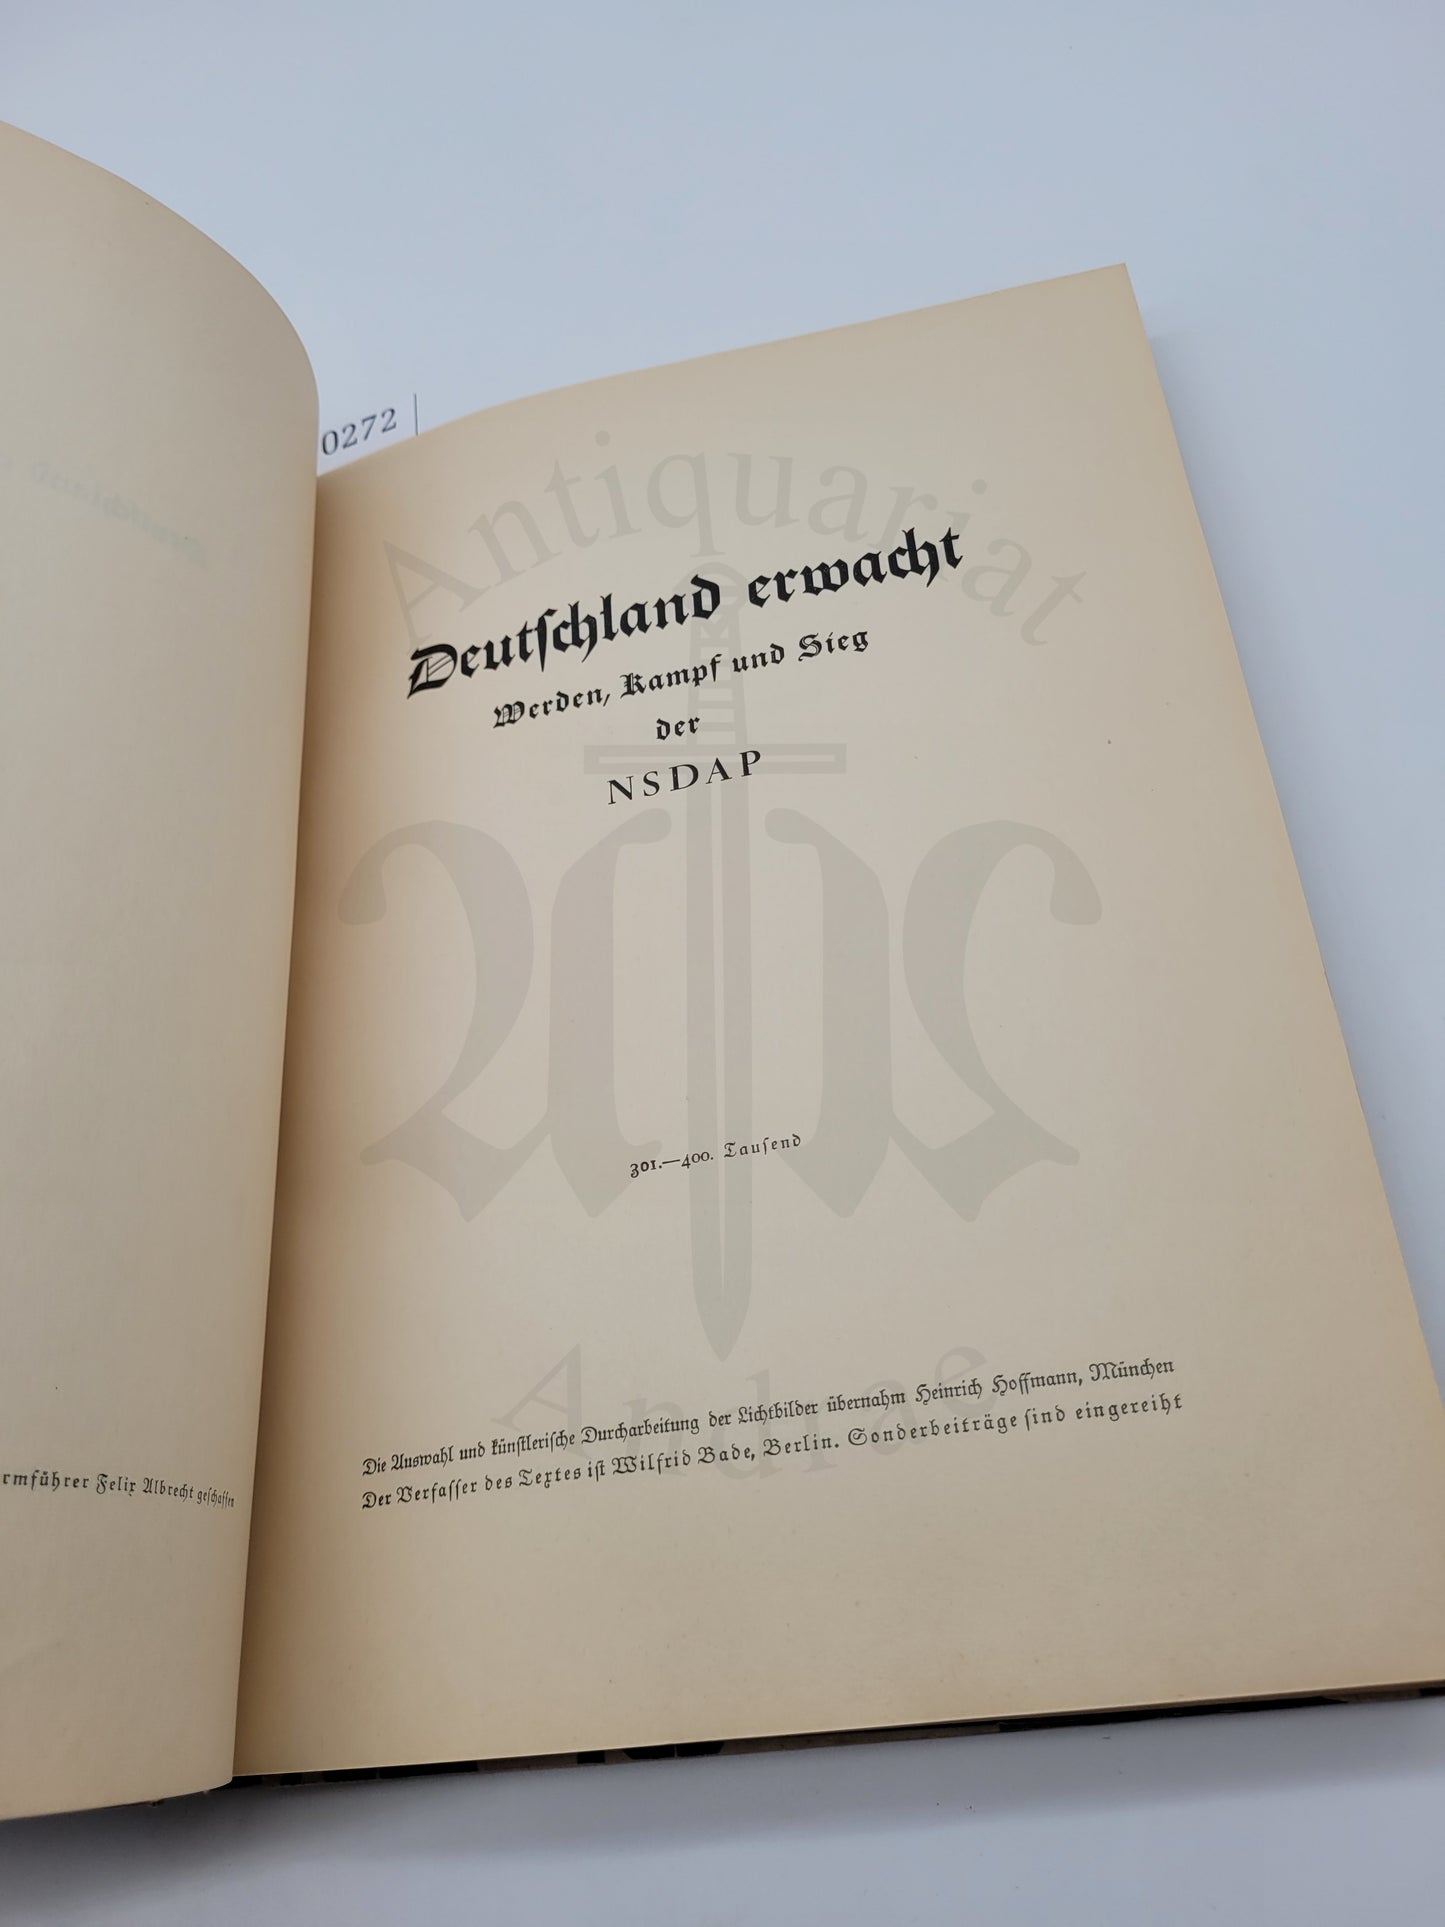 0272
Antiquariat
Deutſchland erwacht
Werden, Kampf und Sieg
der
NSDAP
301.—400. Tauſend
Die Auswahl und künſtleriſche Durcharbeitung der Lichtbilder übernahm Heinrich Hoffmann, München
Der Verfaſſer des Textes iſt Wilfrid Bade, Berlin. Sonderbeiträge ſind eingereiht
Andrae
rmführer Felix Albrecht geſchaffen